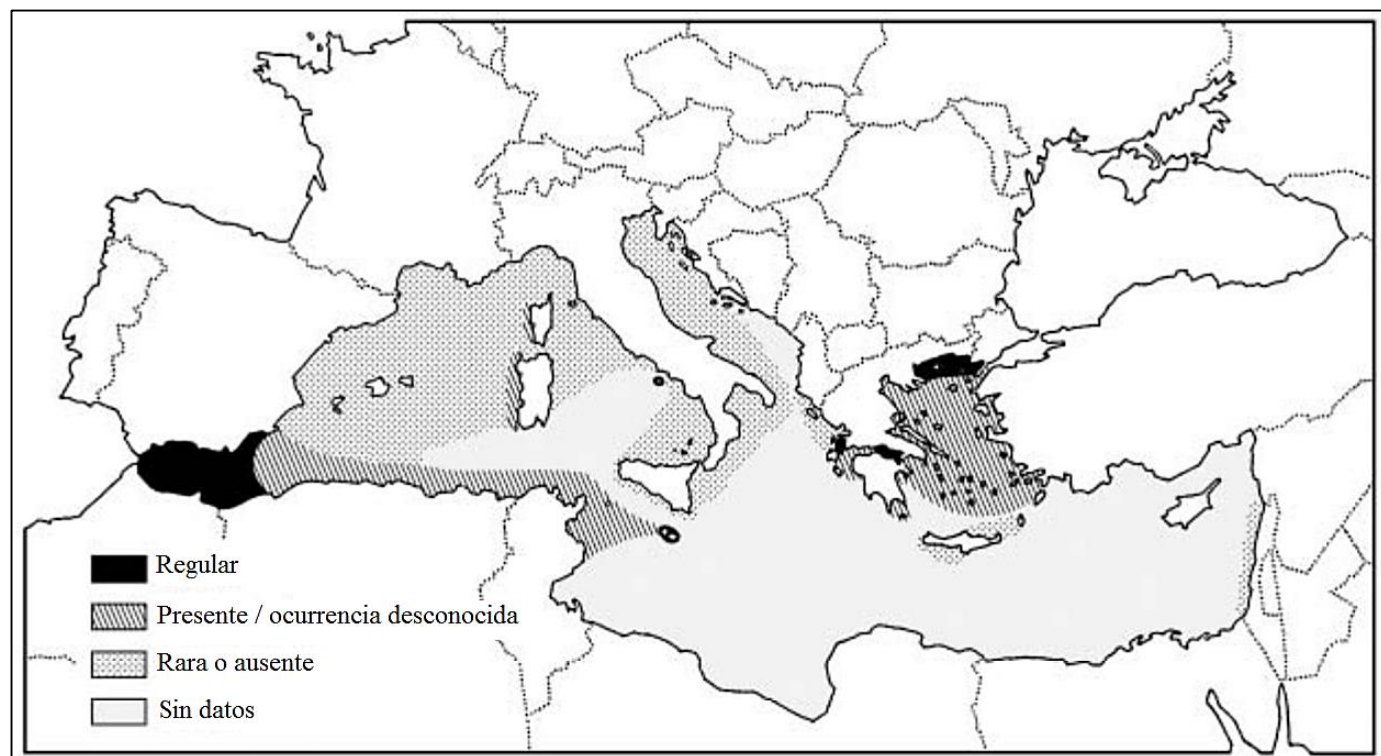 Regular
Presente / ocurrencia desconocida
Rara o ausente
Sin datos